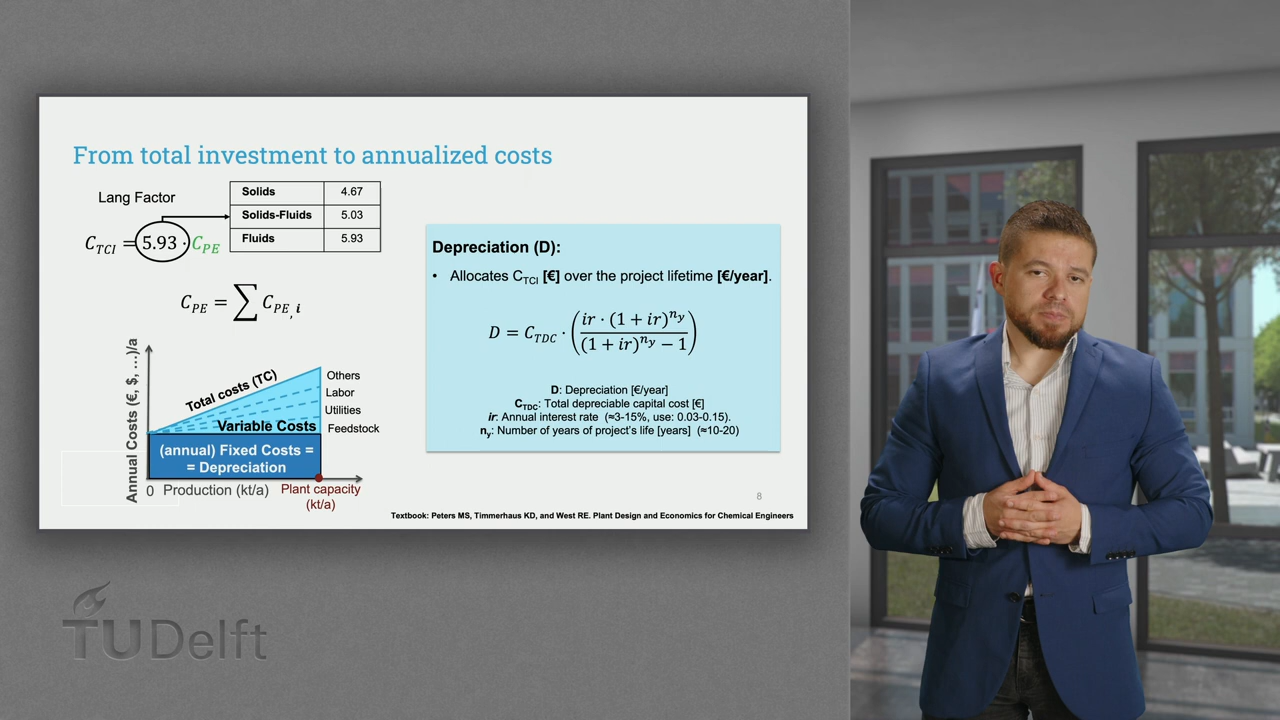 From total investment to annualized costs
Lang Factor
Solids 4.67
Solids-Fluids 5.03
Fluids 5.93
C_TCI = 5.93 · C_PE
C_PE = ∑ C_PE,i
Annual Costs (€, $, ...)/a
Total costs (TC)
Others
Labor
Utilities
Feedstock
Variable Costs
(annual) Fixed Costs =
= Depreciation
0 Production (kt/a)
Plant capacity
(kt/a)
Depreciation (D):
• Allocates C_TCI [€] over the project lifetime [€/year].
D = C_TDC · (ir · (1 + ir)^n_y / ((1 + ir)^n_y − 1))
D: Depreciation [€/year]
C_TDC: Total depreciable capital cost [€]
ir: Annual interest rate (≈3-15%, use: 0.03-0.15).
n_y: Number of years of project's life [years] (≈10-20)
8
Textbook: Peters MS, Timmerhaus KD, and West RE. Plant Design and Economics for Chemical Engineers
TUDelft